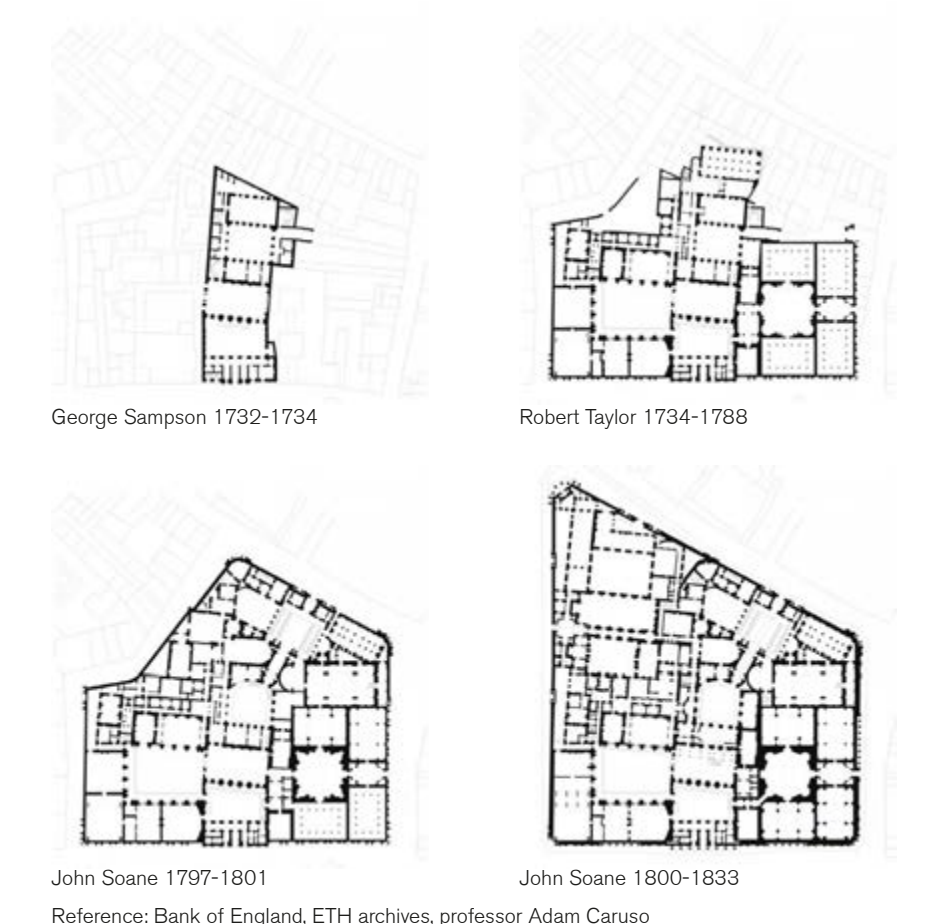 George Sampson 1732-1734
Robert Taylor 1734-1788
John Soane 1797-1801
John Soane 1800-1833
Reference: Bank of England, ETH archives, professor Adam Caruso